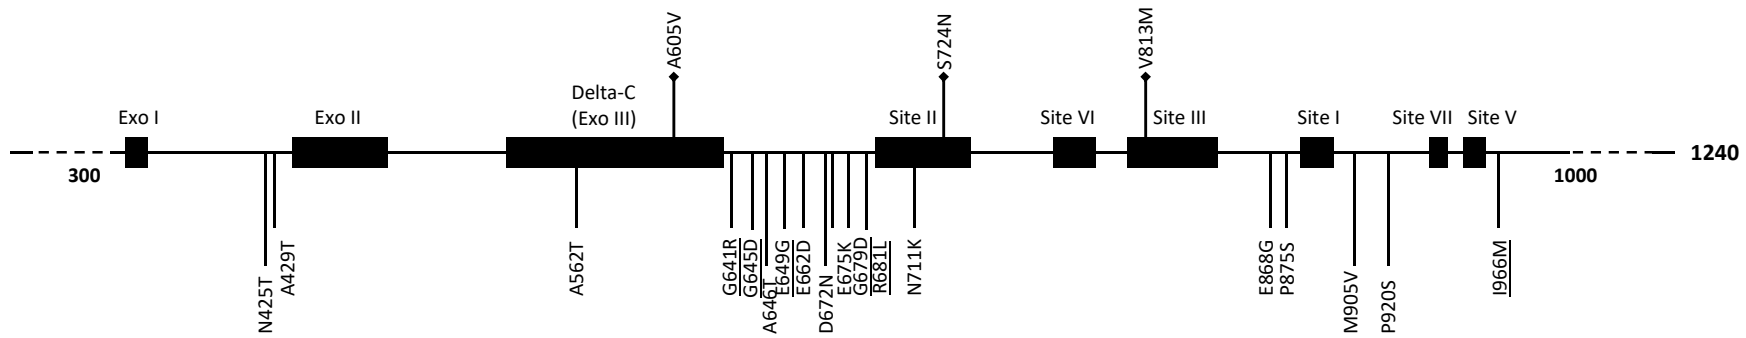 A605V
S724N
V813M
Exo I
Exo II
Delta-C
(Exo III)
Site II
Site VI
Site III
Site I
Site VII
Site V
300
1000
1240
N425T
A429T
A562T
G641R
G645D
A646T
E649G
E662D
D672N
E675K
G679D
R681L
N711K
E868G
P875S
M905V
P920S
I966M